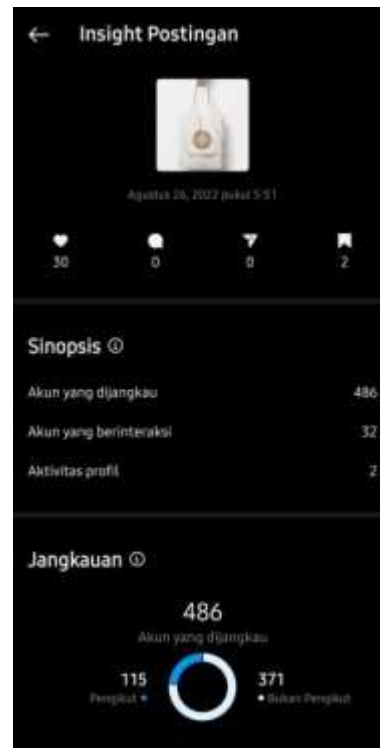 Insight Postingan
Agustus 26, 2022 pukul 5:51
30 0 0 2
Sinopsis
Akun yang dijangkau 486
Akun yang berinteraksi 32
Aktivitas profil 2
Jangkauan
486
Akun yang dijangkau
115 371
Pengikut Bukan Pengikut